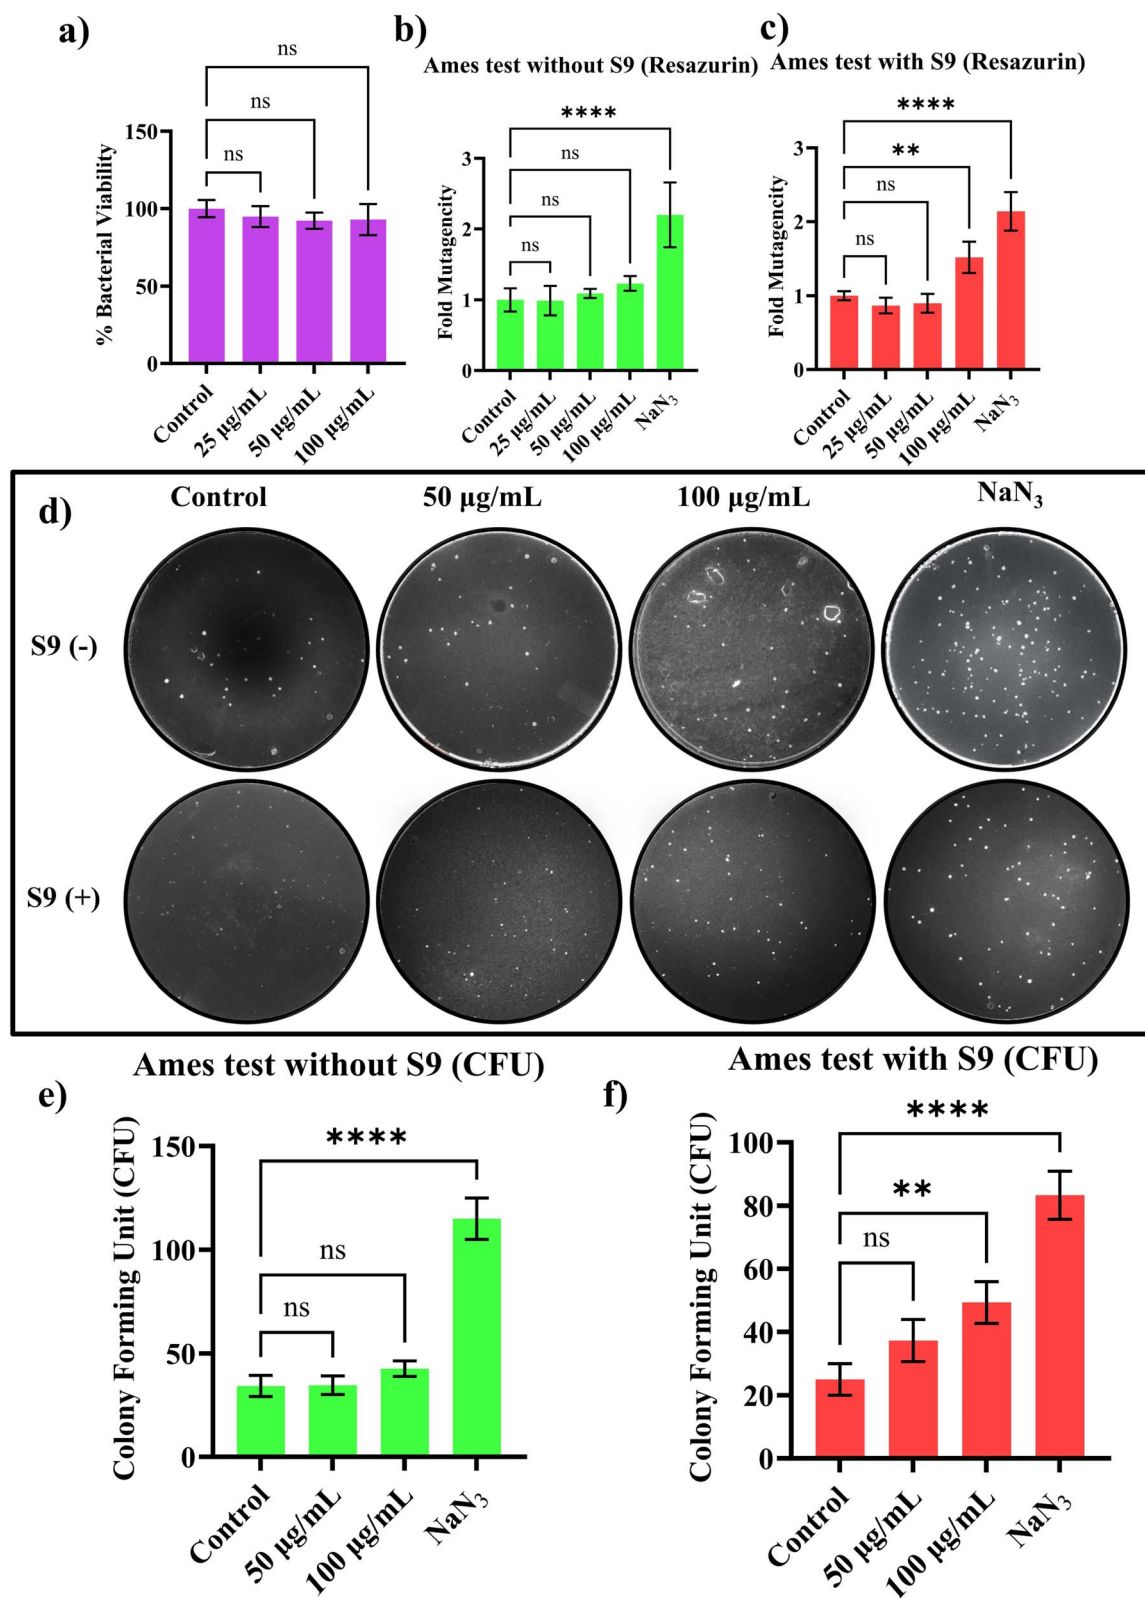 a)
ns
ns
ns
150
100
50
0
% Bacterial Viability
Control
25 µg/mL
50 µg/mL
100 µg/mL
b)
Ames test without S9 (Resazurin)
****
ns
ns
ns
3
2
1
0
Fold Mutagencity
Control
25 µg/mL
50 µg/mL
100 µg/mL
NaN₃
c)
Ames test with S9 (Resazurin)
****
**
ns
ns
3
2
1
0
Fold Mutagencity
Control
25 µg/mL
50 µg/mL
100 µg/mL
NaN₃
d)
Control
50 µg/mL
100 µg/mL
NaN₃
S9 (-)
S9 (+)
Ames test without S9 (CFU)
e)
****
ns
ns
150
100
50
0
Colony Forming Unit (CFU)
Control
50 µg/mL
100 µg/mL
NaN₃
Ames test with S9 (CFU)
f)
****
**
ns
100
80
60
40
20
0
Colony Forming Unit (CFU)
Control
50 µg/mL
100 µg/mL
NaN₃